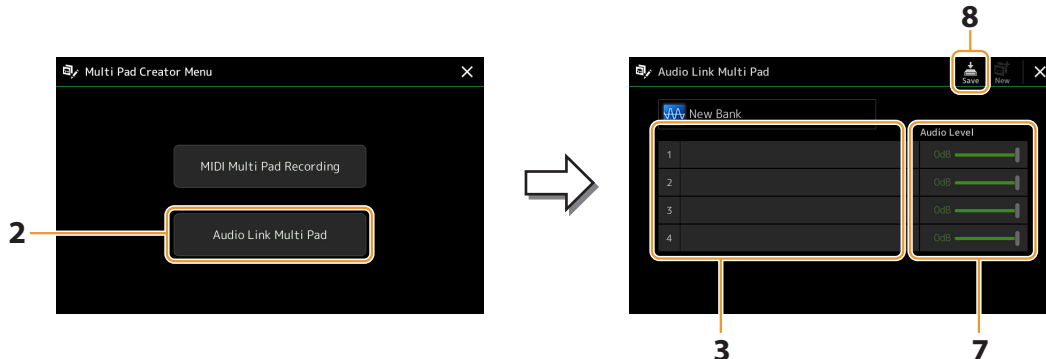 8
Multi Pad Creator Menu
MIDI Multi Pad Recording
2
Audio Link Multi Pad
Audio Link Multi Pad
Save
New
New Bank
Audio Level
1
0dB
2
0dB
3
0dB
4
0dB
3
7